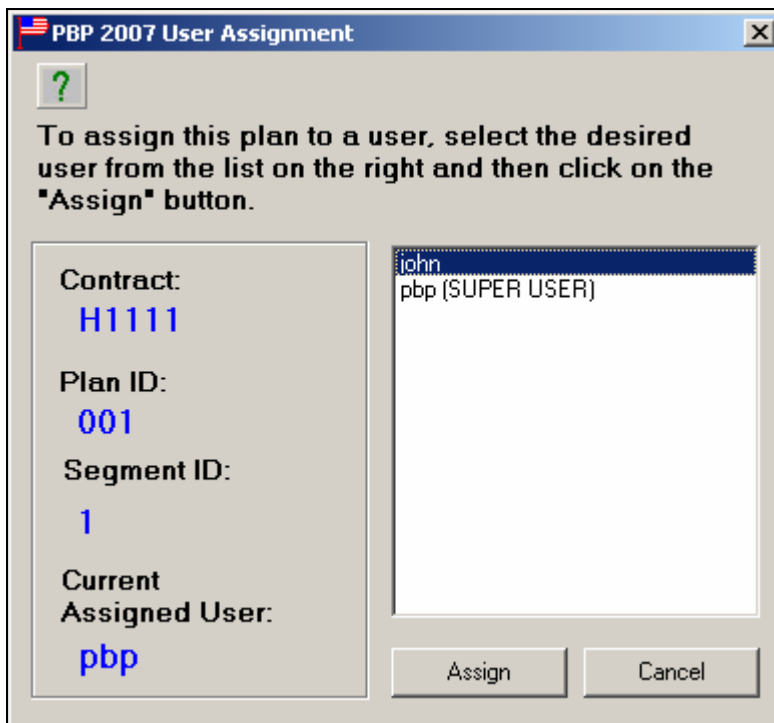 PBP 2007 User Assignment
?
To assign this plan to a user, select the desired
user from the list on the right and then click on the
"Assign" button.
Contract:
H1111
Plan ID:
001
Segment ID:
1
Current
Assigned User:
pbp
john
pbp (SUPER USER)
Assign
Cancel